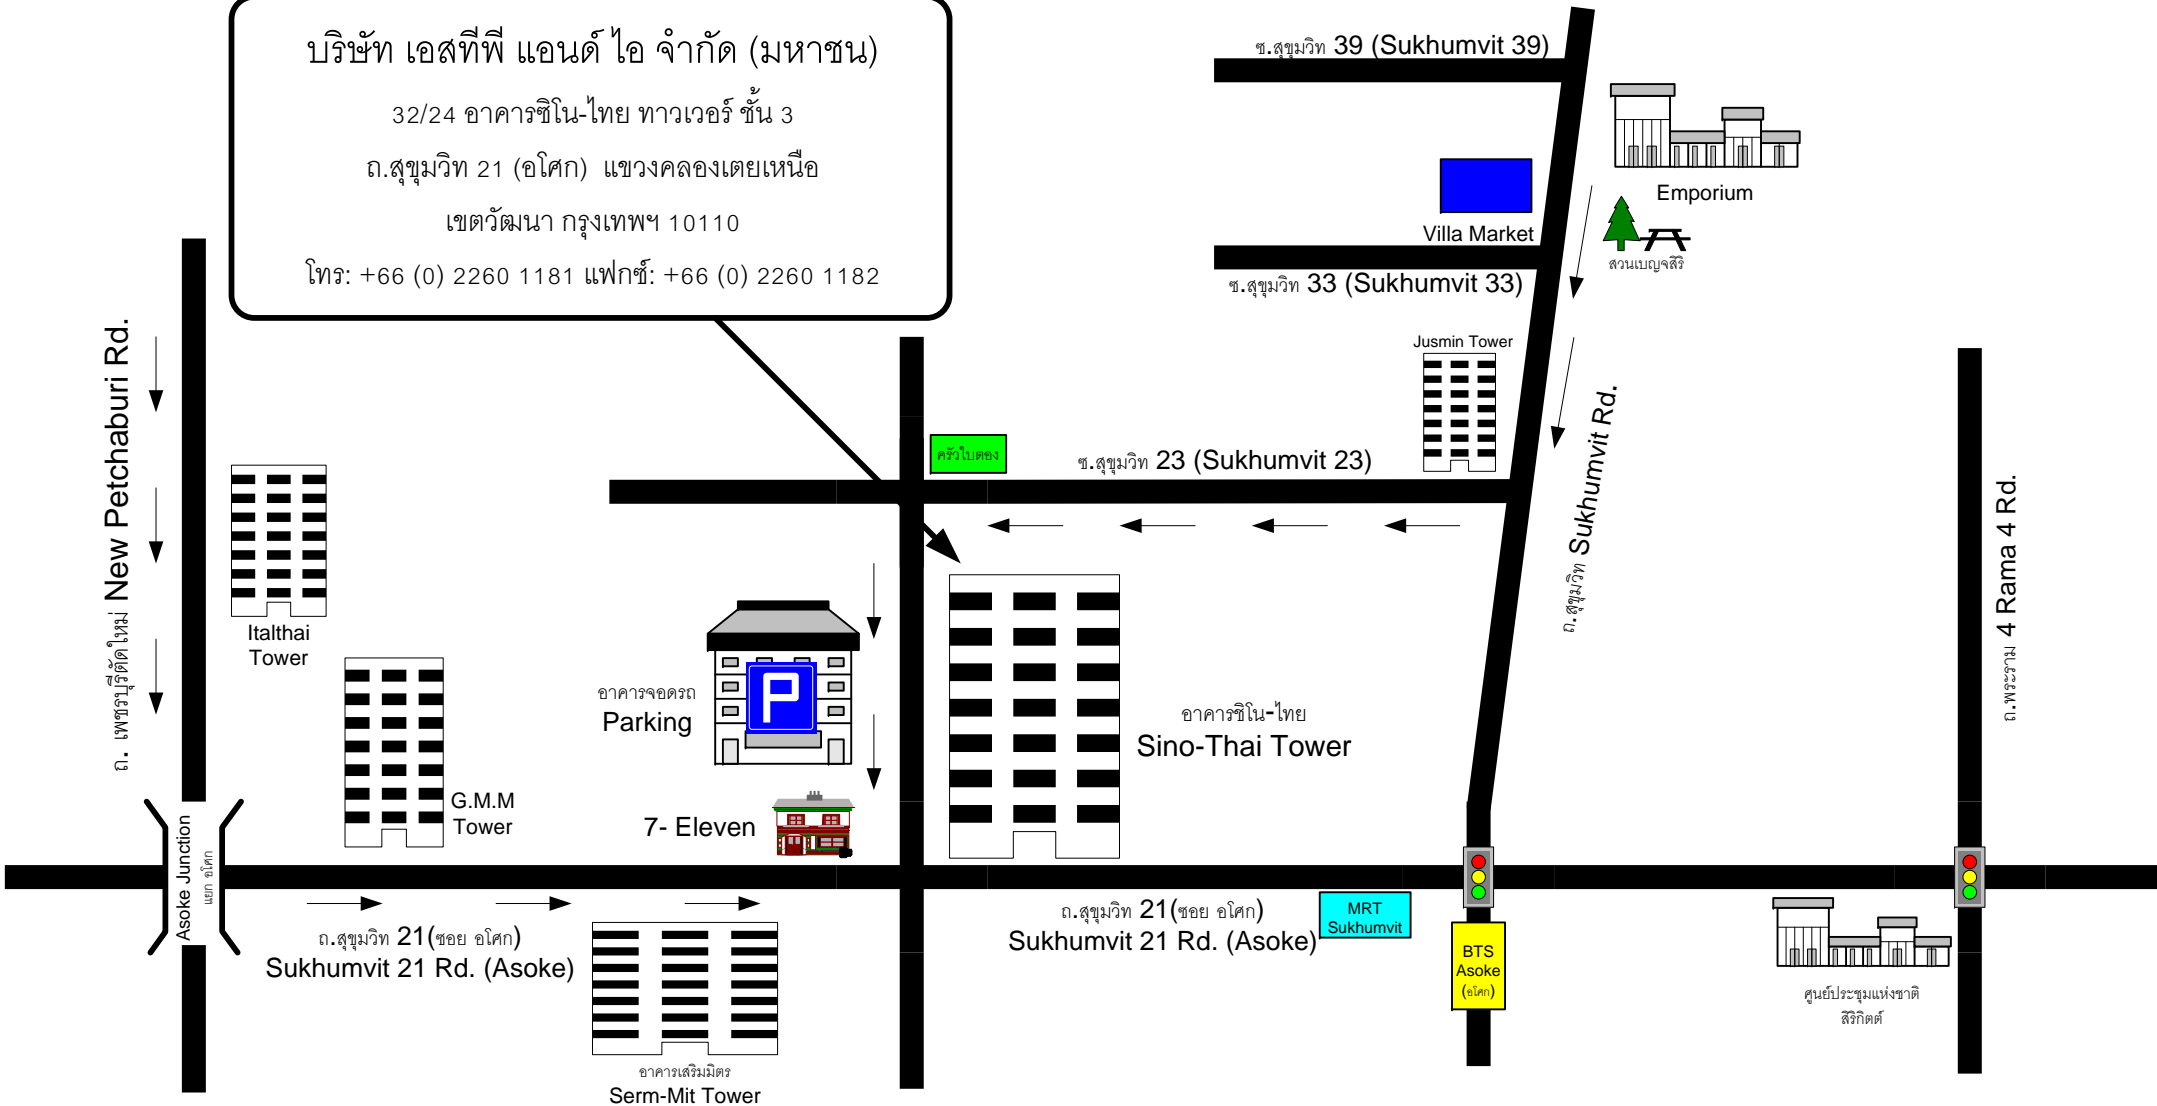 บริษัท เอสทีพี แอนด์ ไอ จำกัด (มหาชน)
32/24 อาคารซิโน-ไทย ทาวเวอร์ ชั้น 3
ถ.สุขุมวิท 21 (อโศก) แขวงคลองเตยเหนือ
เขตวัฒนา กรุงเทพฯ 10110
โทร: +66 (0) 2260 1181 แฟกซ์: +66 (0) 2260 1182
ซ.สุขุมวิท 39 (Sukhumvit 39)
Emporium
Villa Market
สวนเบญจสิริ
ซ.สุขุมวิท 33 (Sukhumvit 33)
Jusmin Tower
ถ. เพชรบุรีตัดใหม่ New Petchaburi Rd.
ครัวใบตอง
ซ.สุขุมวิท 23 (Sukhumvit 23)
ถ.สุขุมวิท Sukhumvit Rd.
ถ.พระราม 4 Rama 4 Rd.
Italthai
Tower
อาคารจอดรถ
Parking
P
อาคารซิโน-ไทย
Sino-Thai Tower
G.M.M
Tower
7- Eleven
Asoke Junction
แยก อโศก
ถ.สุขุมวิท 21(ซอย อโศก)
Sukhumvit 21 Rd. (Asoke)
ถ.สุขุมวิท 21(ซอย อโศก)
Sukhumvit 21 Rd. (Asoke)
MRT
Sukhumvit
BTS
Asoke
(อโศก)
ศูนย์ประชุมแห่งชาติ
สิริกิตต์
อาคารเสริมมิตร
Serm-Mit Tower